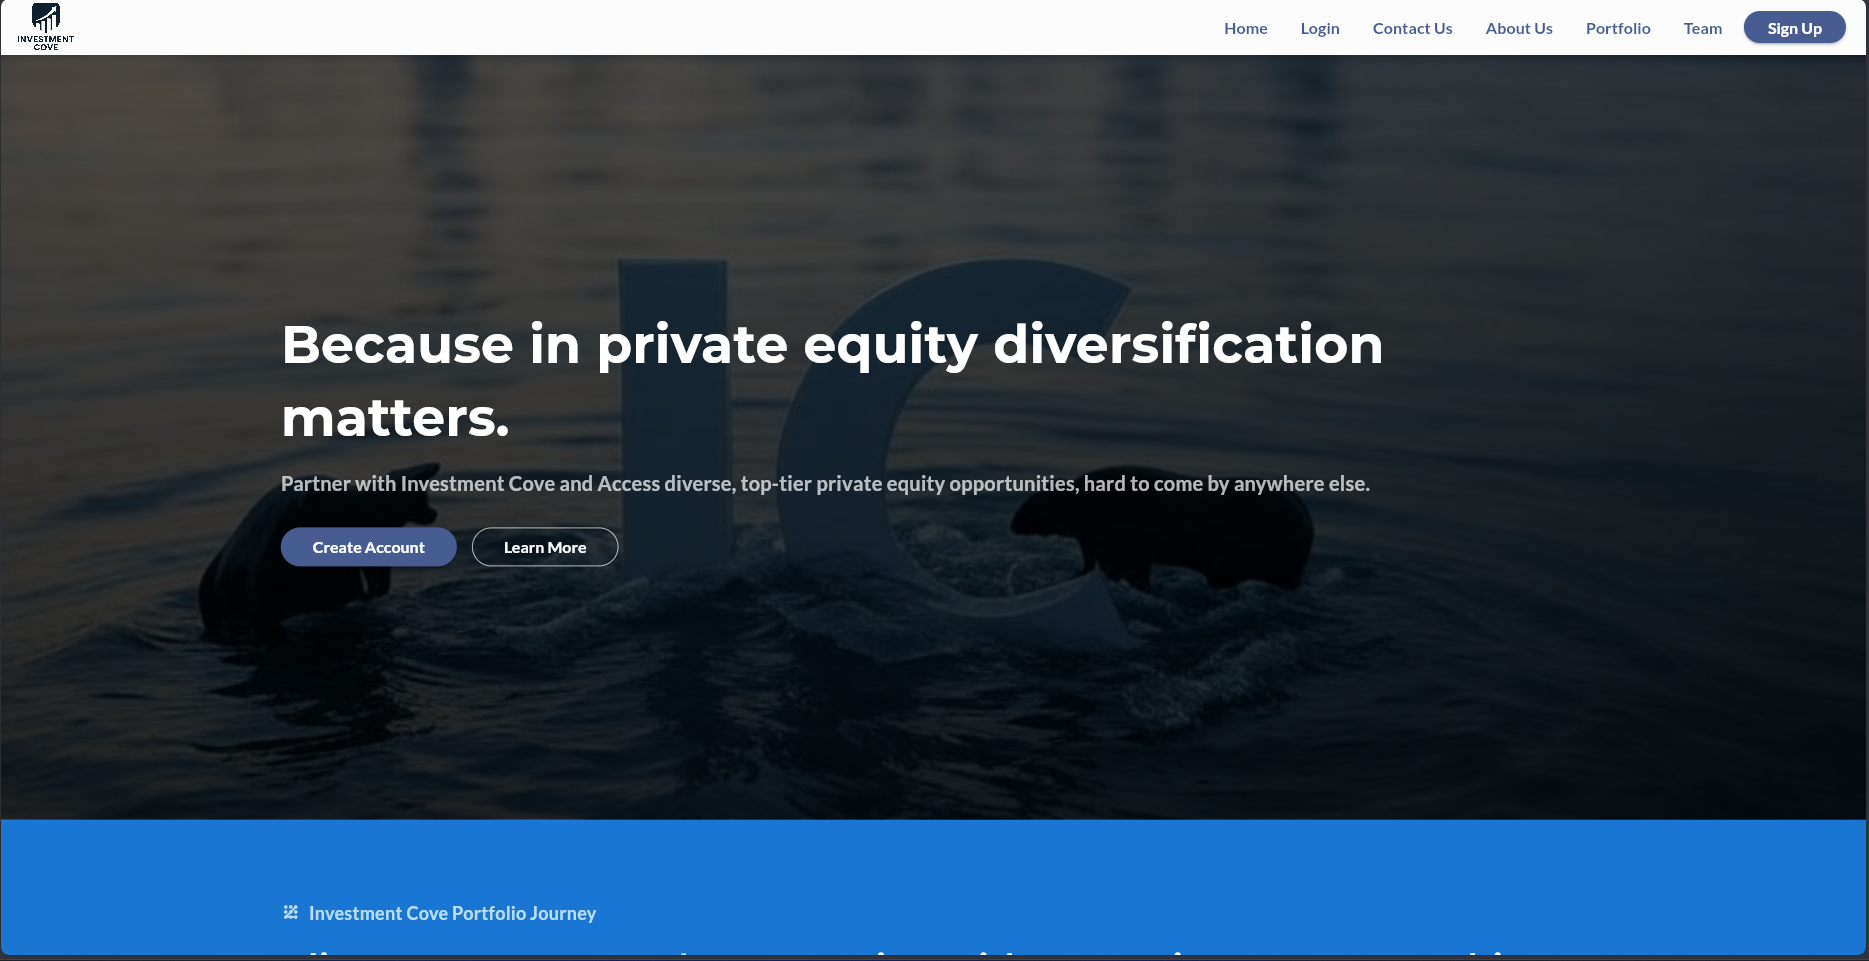 INVESTMENT
COVE
Home Login Contact Us About Us Portfolio Team Sign Up
IC
Because in private equity diversification
matters.
Partner with Investment Cove and Access diverse, top-tier private equity opportunities, hard to come by anywhere else.
Create Account Learn More
Investment Cove Portfolio Journey